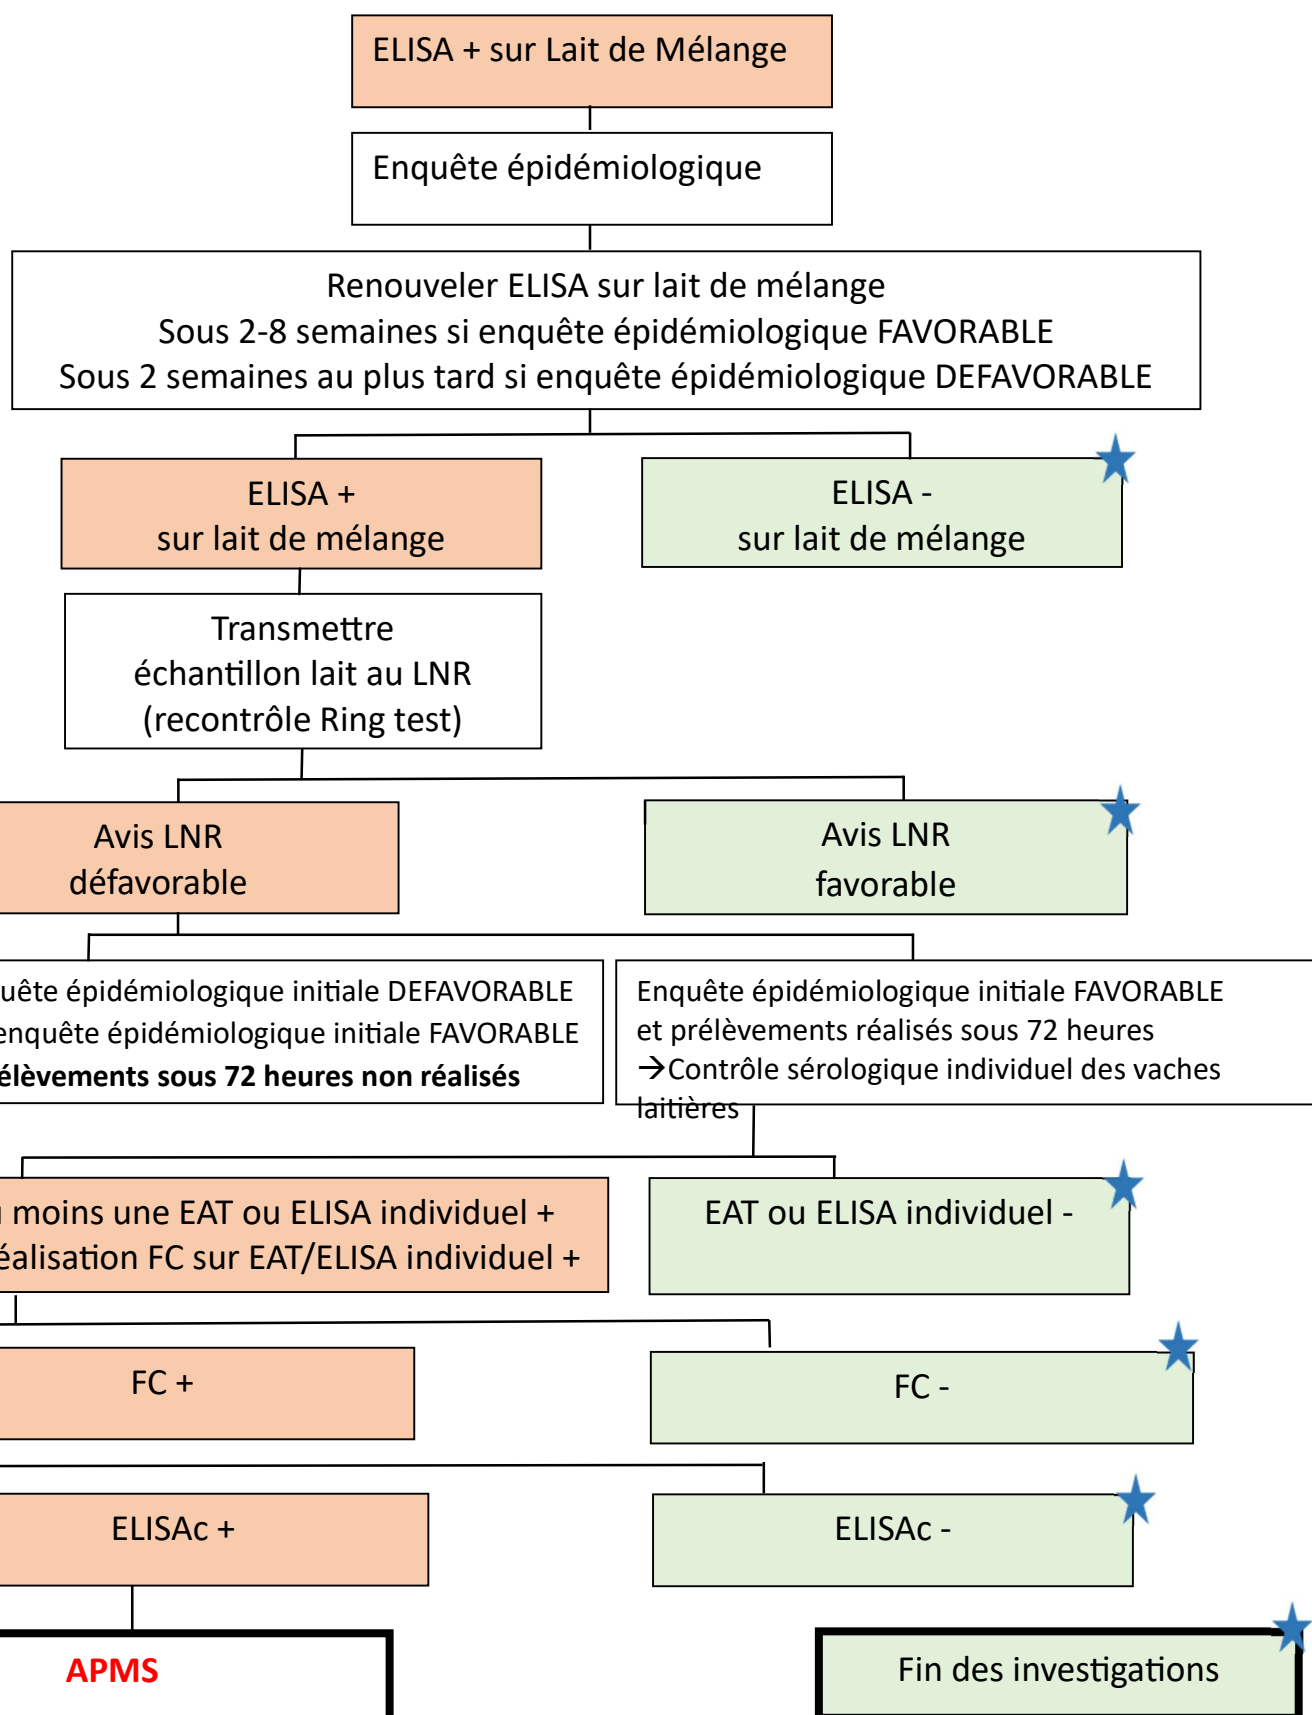 ELISA + sur Lait de Mélange
Enquête épidémiologique
Renouveler ELISA sur lait de mélange
Sous 2-8 semaines si enquête épidémiologique FAVORABLE
Sous 2 semaines au plus tard si enquête épidémiologique DEFAVORABLE
ELISA +
sur lait de mélange
ELISA -
sur lait de mélange
Transmettre
échantillon lait au LNR
(recontrôle Ring test)
Avis LNR
défavorable
Avis LNR
favorable
uête épidémiologique initiale DEFAVORABLE
enquête épidémiologique initiale FAVORABLE
élèvements sous 72 heures non réalisés
Enquête épidémiologique initiale FAVORABLE
et prélèvements réalisés sous 72 heures
→Contrôle sérologique individuel des vaches
laitières
moins une EAT ou ELISA individuel +
éalisation FC sur EAT/ELISA individuel +
EAT ou ELISA individuel -
FC +
FC -
ELISAc +
ELISAc -
APMS
Fin des investigations